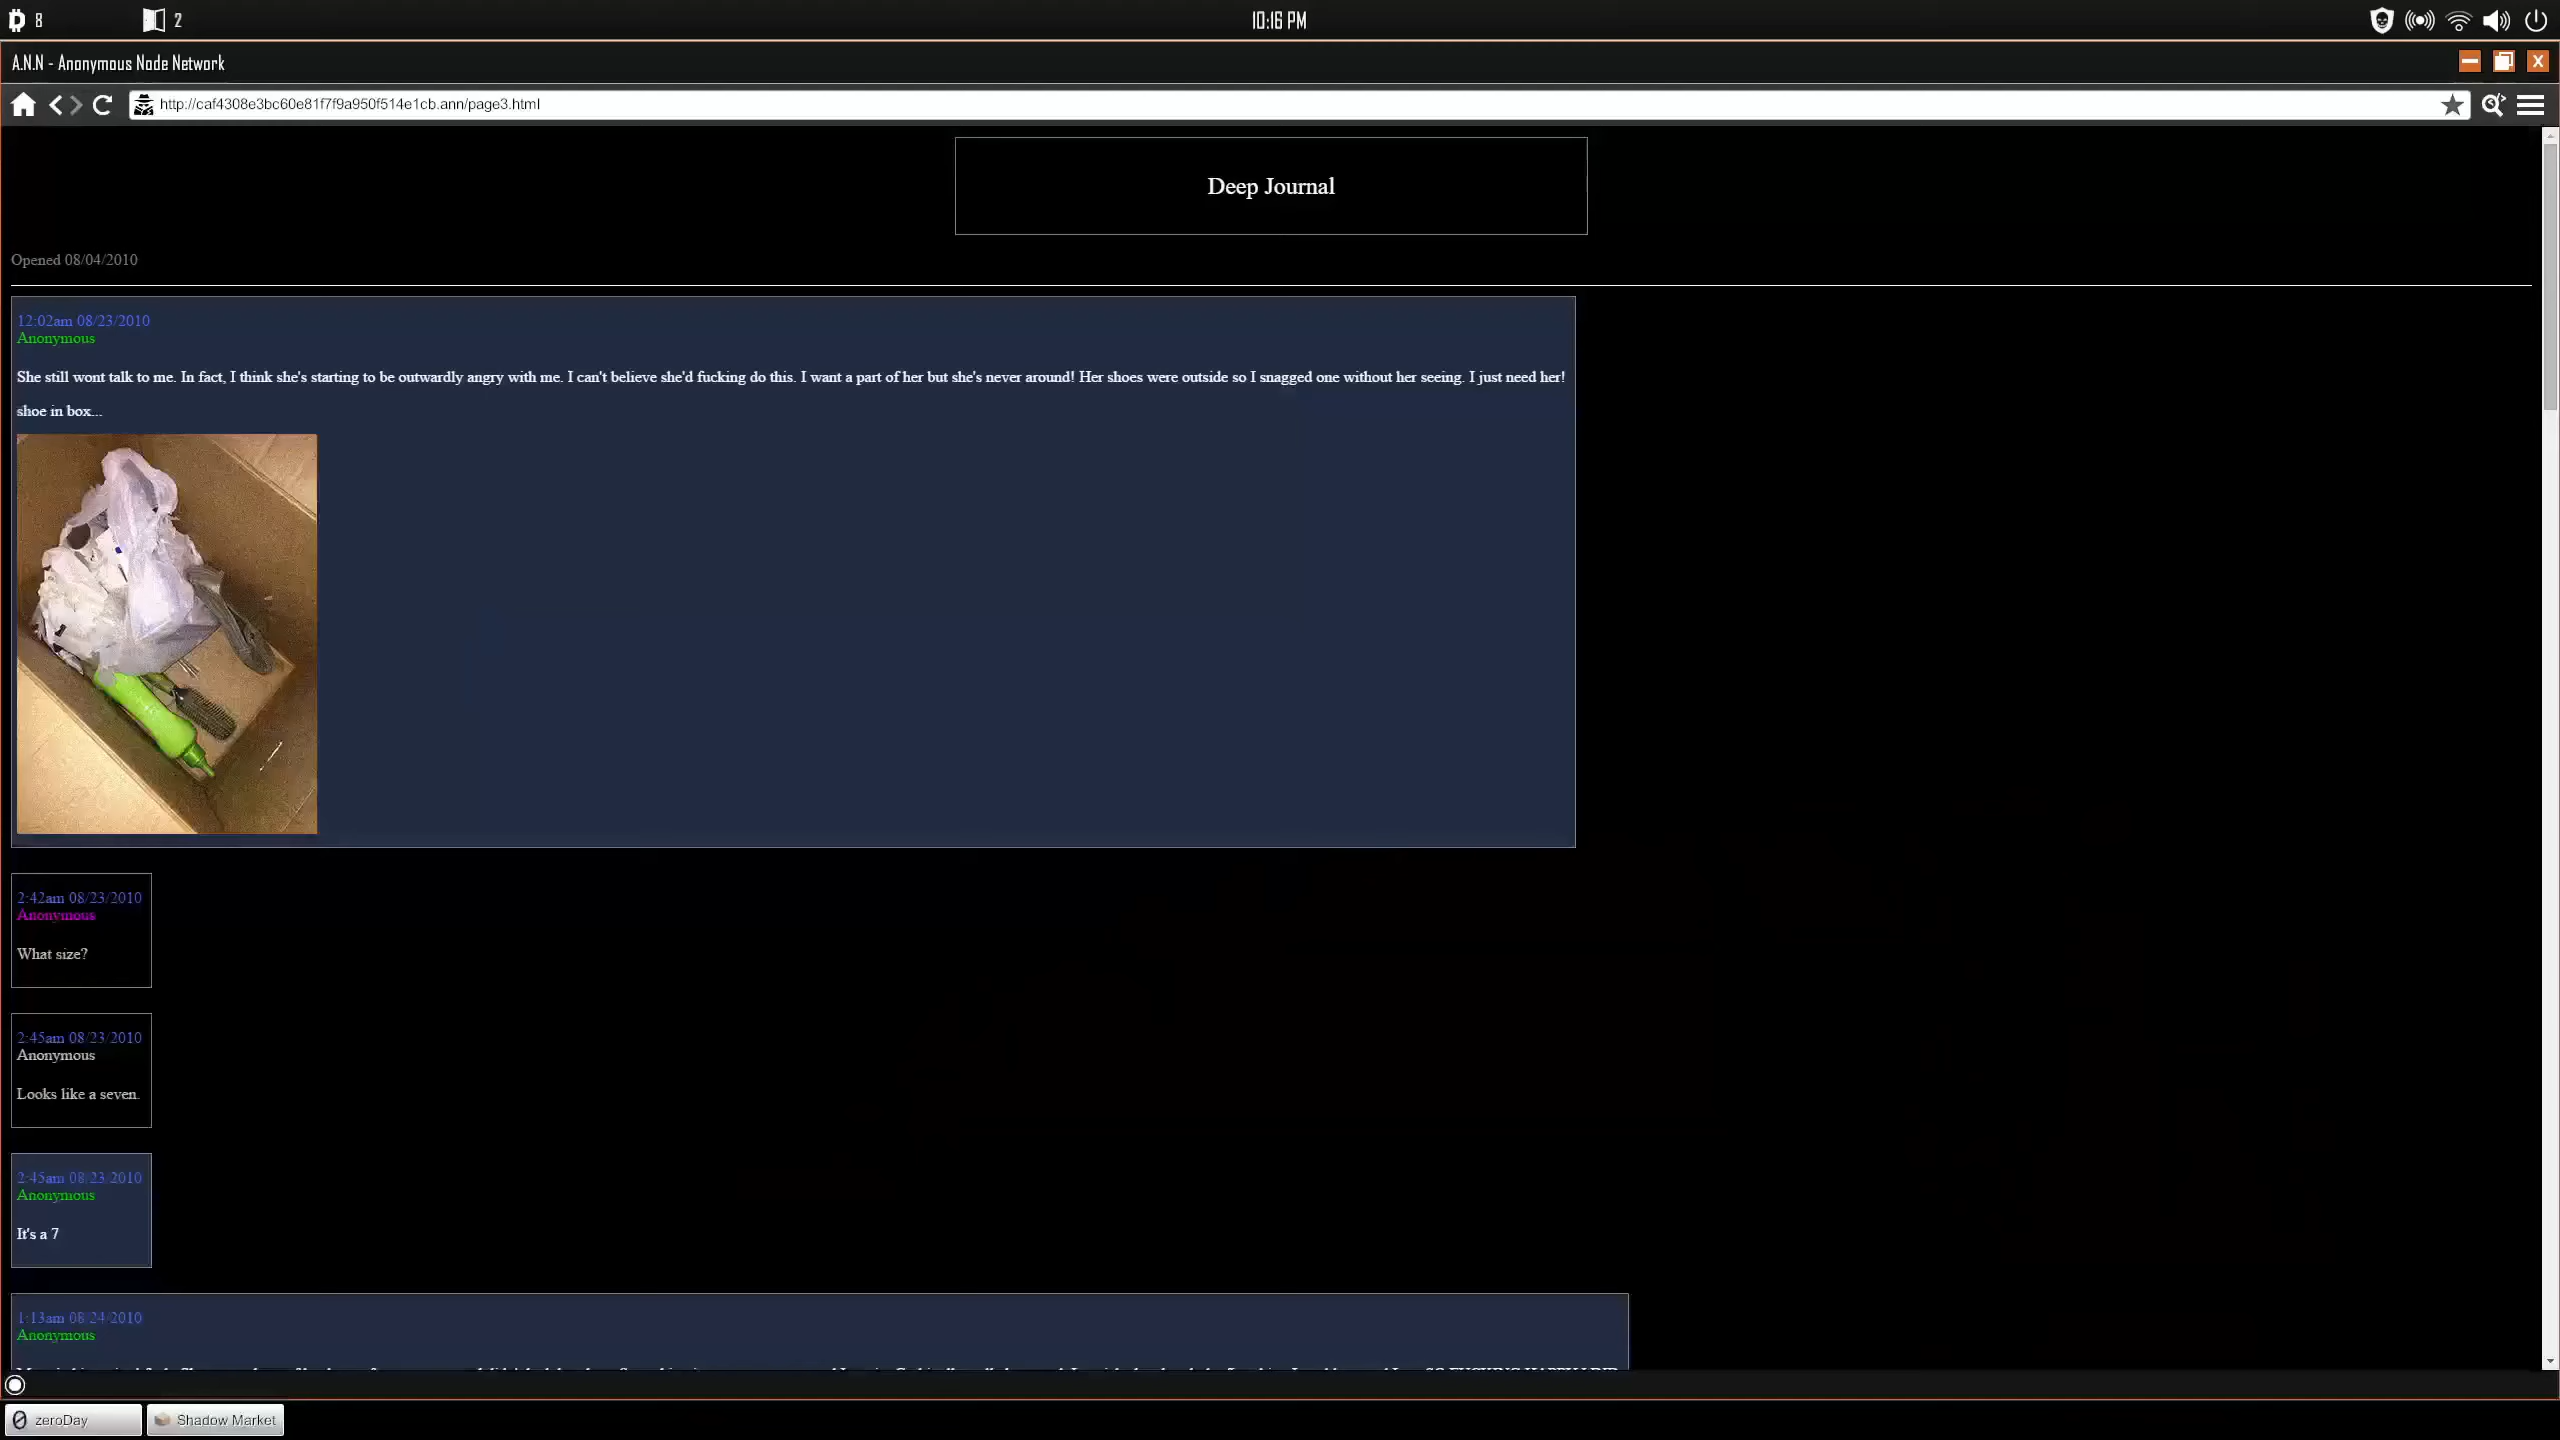 8 2 10:16 PM
A.N.N - Anonymous Node Network
http://caf4308e3bc60e81f7f9a950f514e1cb.ann/page3.html
Deep Journal
Opened 08/04/2010
12:02am 08/23/2010
Anonymous
She still wont talk to me. In fact, I think she's starting to be outwardly angry with me. I can't believe she'd fucking do this. I want a part of her but she's never around! Her shoes were outside so I snagged one without her seeing. I just need her!
shoe in box...
2:42am 08/23/2010
Anonymous
What size?
2:45am 08/23/2010
Anonymous
Looks like a seven.
2:45am 08/23/2010
Anonymous
It's a 7
1:13am 08/24/2010
Anonymous
zeroDay Shadow Market